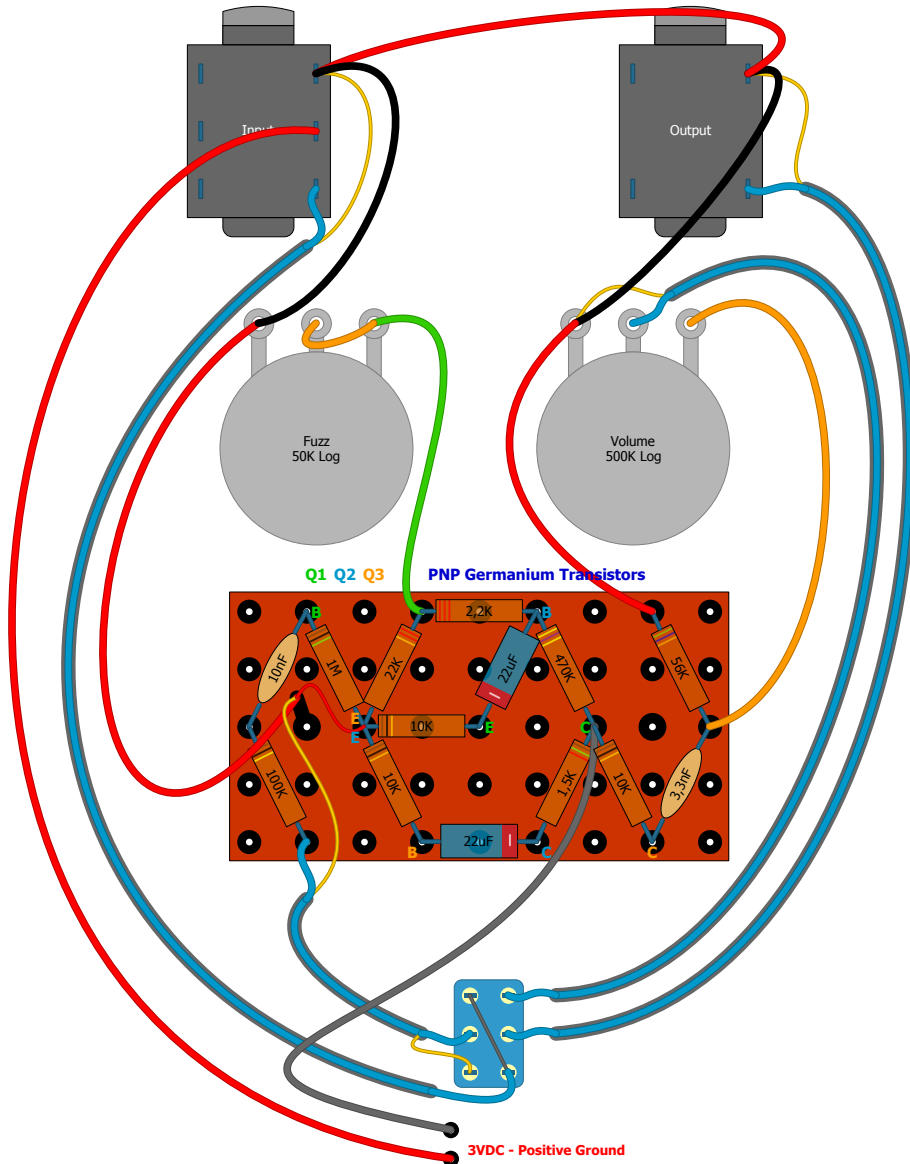 Input
Output
Fuzz
50K Log
Volume
500K Log
Q1 Q2 Q3 PNP Germanium Transistors
B
2,2K
B
10nF
1M
22K
22uF
470K
56K
E
E
10K
E
C
100K
10K
1,5K
10K
3,3nF
B
22uF
C
C
3VDC - Positive Ground